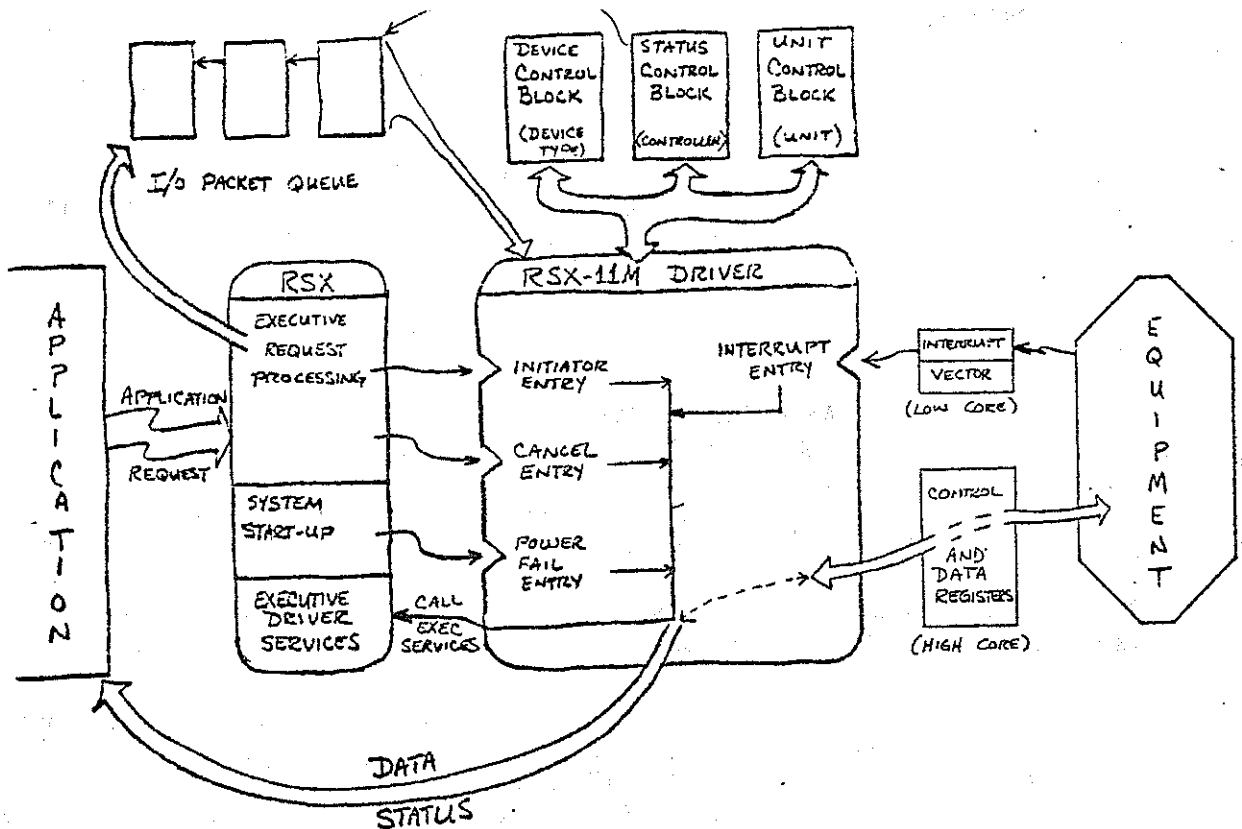 DEVICE
CONTROL
BLOCK
(DEVICE
TYPE)
STATUS
CONTROL
BLOCK
(CONTROLLER)
UNIT
CONTROL
BLOCK
(UNIT)
I/O PACKET QUEUE
APPLICATION
APPLICATION
REQUEST
RSX
EXECUTIVE
REQUEST
PROCESSING
SYSTEM
START-UP
EXECUTIVE
DRIVER
SERVICES
CALL
EXEC
SERVICES
RSX-11M DRIVER
INITIATOR
ENTRY
CANCEL
ENTRY
POWER
FAIL
ENTRY
INTERRUPT
ENTRY
INTERRUPT
VECTOR
(LOW CORE)
CONTROL
AND
DATA
REGISTERS
(HIGH CORE)
EQUIPMENT
DATA
STATUS